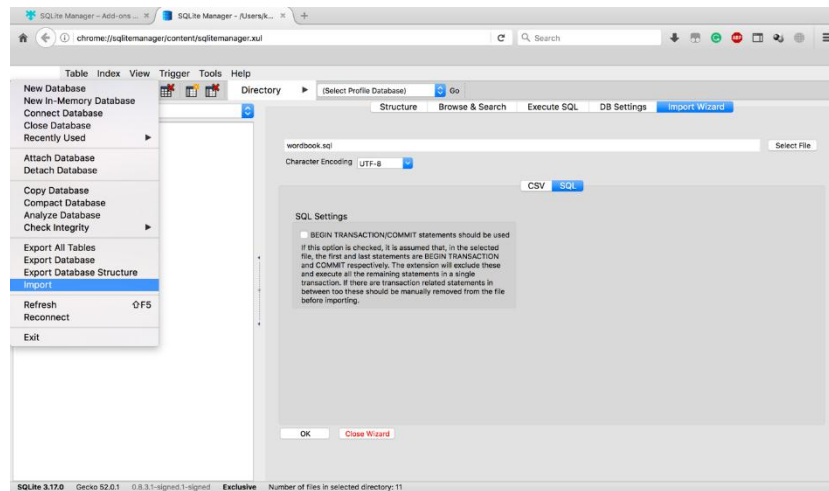 SQLite Manager – Add-ons ... ×
SQLite Manager - /Users/k... ×
chrome://sqlitemanager/content/sqlitemanager.xul
Search
Table Index View Trigger Tools Help
Directory
(Select Profile Database)
Go
New Database
New In-Memory Database
Connect Database
Close Database
Recently Used
Attach Database
Detach Database
Copy Database
Compact Database
Analyze Database
Check Integrity
Export All Tables
Export Database
Export Database Structure
Import
Refresh ⇧F5
Reconnect
Exit
Structure Browse & Search Execute SQL DB Settings Import Wizard
wordbook.sql
Select File
Character Encoding UTF-8
CSV SQL
SQL Settings
BEGIN TRANSACTION/COMMIT statements should be used
If this option is checked, it is assumed that, in the selected
file, the first and last statements are BEGIN TRANSACTION
and COMMIT respectively. The extension will exclude these
and execute all the remaining statements in a single
transaction. If there are transaction related statements in
between too these should be manually removed from the file
before importing.
OK Close Wizard
SQLite 3.17.0 Gecko 52.0.1 0.8.3.1-signed.1-signed Exclusive Number of files in selected directory: 11